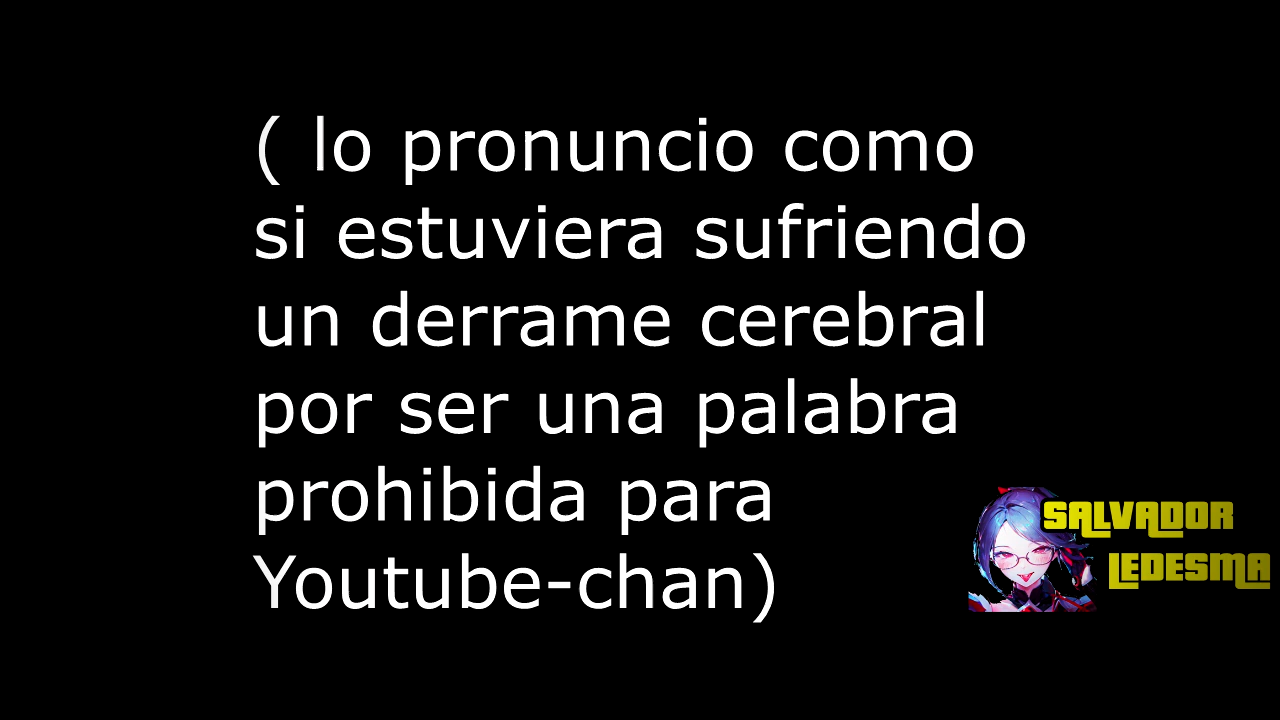 ( lo pronuncio como
si estuviera sufriendo
un derrame cerebral
por ser una palabra
prohibida para
Youtube-chan)
SALVADOR
LEDESMA